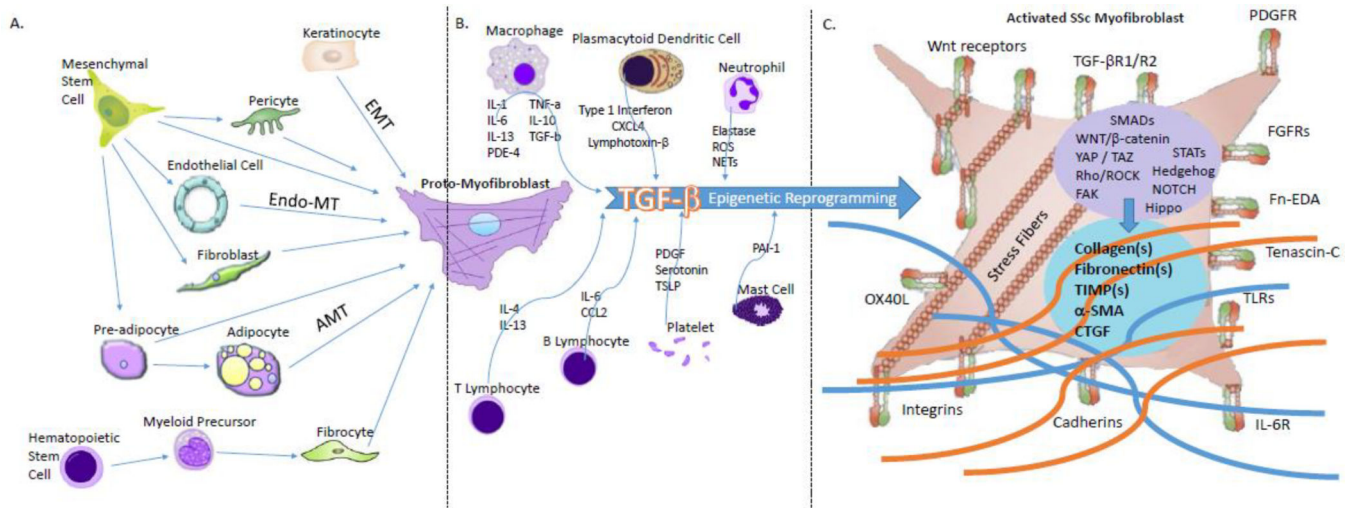 A.
Keratinocyte
Mesenchymal
Stem
Cell
Pericyte
EMT
Endothelial Cell
Endo-MT
Proto-Myofibroblast
Fibroblast
Pre-adipocyte
Adipocyte
AMT
Hematopoietic
Stem
Cell
Myeloid Precursor
Fibrocyte
B.
Macrophage
Plasmacytoid Dendritic Cell
Neutrophil
IL-1
IL-6
IL-13
PDE-4
TNF-a
IL-10
TGF-b
Type 1 Interferon
CXCL4
Lymphotoxin-β
Elastase
ROS
NETs
TGF-β
Epigenetic Reprogramming
IL-4
IL-13
T Lymphocyte
IL-6
CCL2
B Lymphocyte
PDGF
Serotonin
TSLP
Platelet
PAI-1
Mast Cell
C.
Activated SSc Myofibroblast
Wnt receptors
TGF-βR1/R2
PDGFR
FGFRs
Fn-EDA
Tenascin-C
TLRs
IL-6R
Cadherins
Integrins
OX40L
Stress Fibers
SMADs
WNT/β-catenin
YAP / TAZ
Rho/ROCK
FAK
STATs
Hedgehog
NOTCH
Hippo
Collagen(s)
Fibronectin(s)
TIMP(s)
α-SMA
CTGF